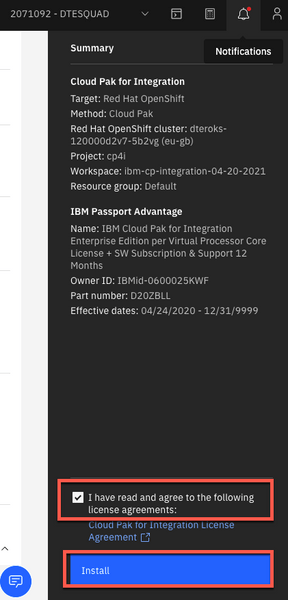 2071092 - DTESQUAD
Summary
Notifications
Cloud Pak for Integration
Target: Red Hat OpenShift
Method: Cloud Pak
Red Hat OpenShift cluster: dteroks-
120000d2v7-5b2vg (eu-gb)
Project: cp4i
Workspace: ibm-cp-integration-04-20-2021
Resource group: Default
IBM Passport Advantage
Name: IBM Cloud Pak for Integration
Enterprise Edition per Virtual Processor Core
License + SW Subscription & Support 12
Months
Owner ID: IBMid-0600025KWF
Part number: D20ZBLL
Effective dates: 04/24/2020 - 12/31/9999
I have read and agree to the following
license agreements:
Cloud Pak for Integration License
Agreement
Install